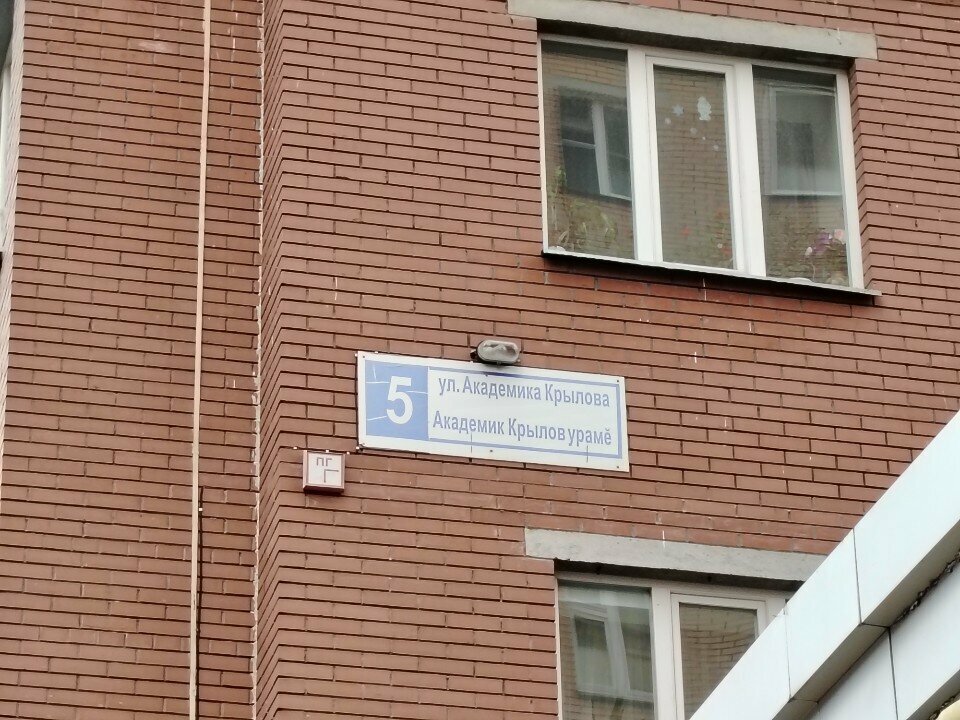 5
ул. Академика Крылова
Академик Крылов урамĕ
ПГ
Г